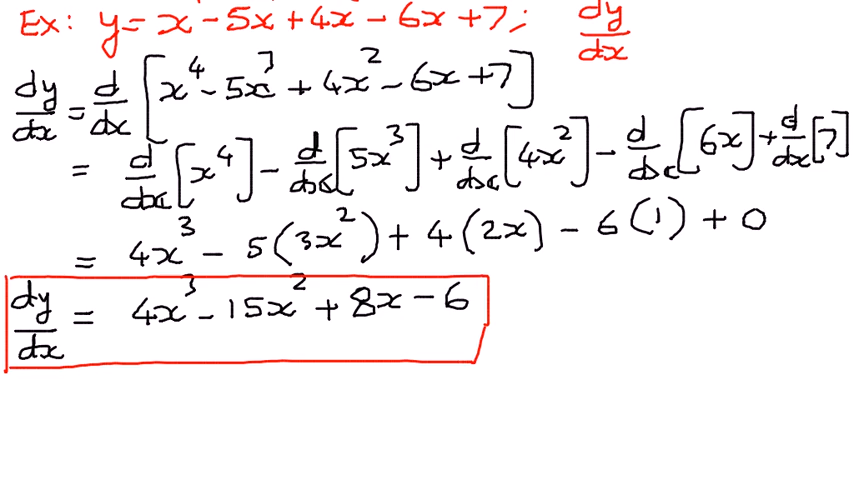 Ex: y = x - 5x + 4x - 6x + 7; dy/dx
dy/dx = d/dx [x⁴ - 5x³ + 4x² - 6x + 7]
= d/dx [x⁴] - d/dx [5x³] + d/dx [4x²] - d/dx [6x] + d/dx [7]
= 4x³ - 5(3x²) + 4(2x) - 6(1) + 0
dy/dx = 4x³ - 15x² + 8x - 6